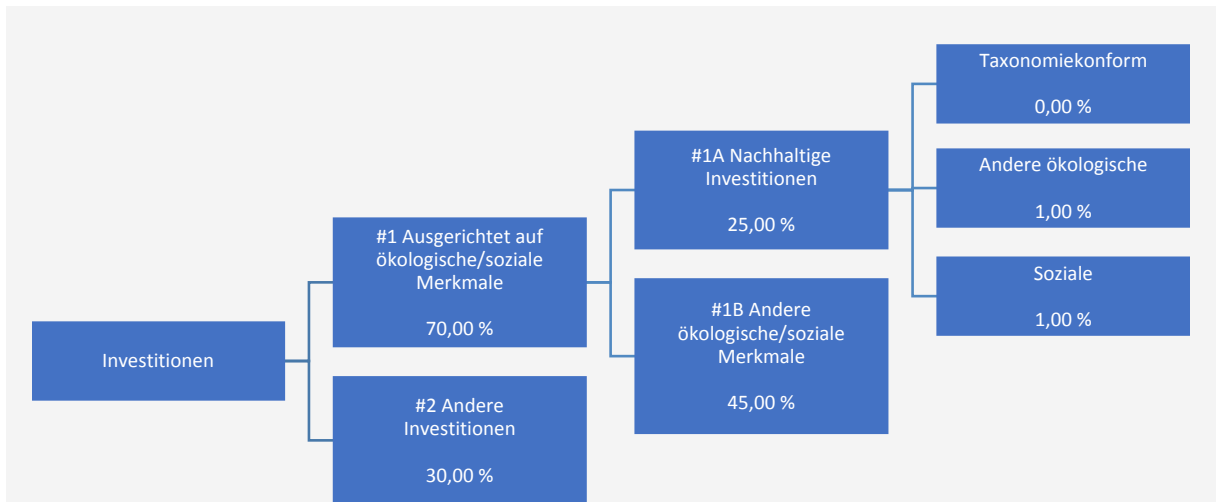 Investitionen
#1 Ausgerichtet auf
ökologische/soziale
Merkmale
70,00 %
#2 Andere
Investitionen
30,00 %
#1A Nachhaltige
Investitionen
25,00 %
#1B Andere
ökologische/soziale
Merkmale
45,00 %
Taxonomiekonform
0,00 %
Andere ökologische
1,00 %
Soziale
1,00 %